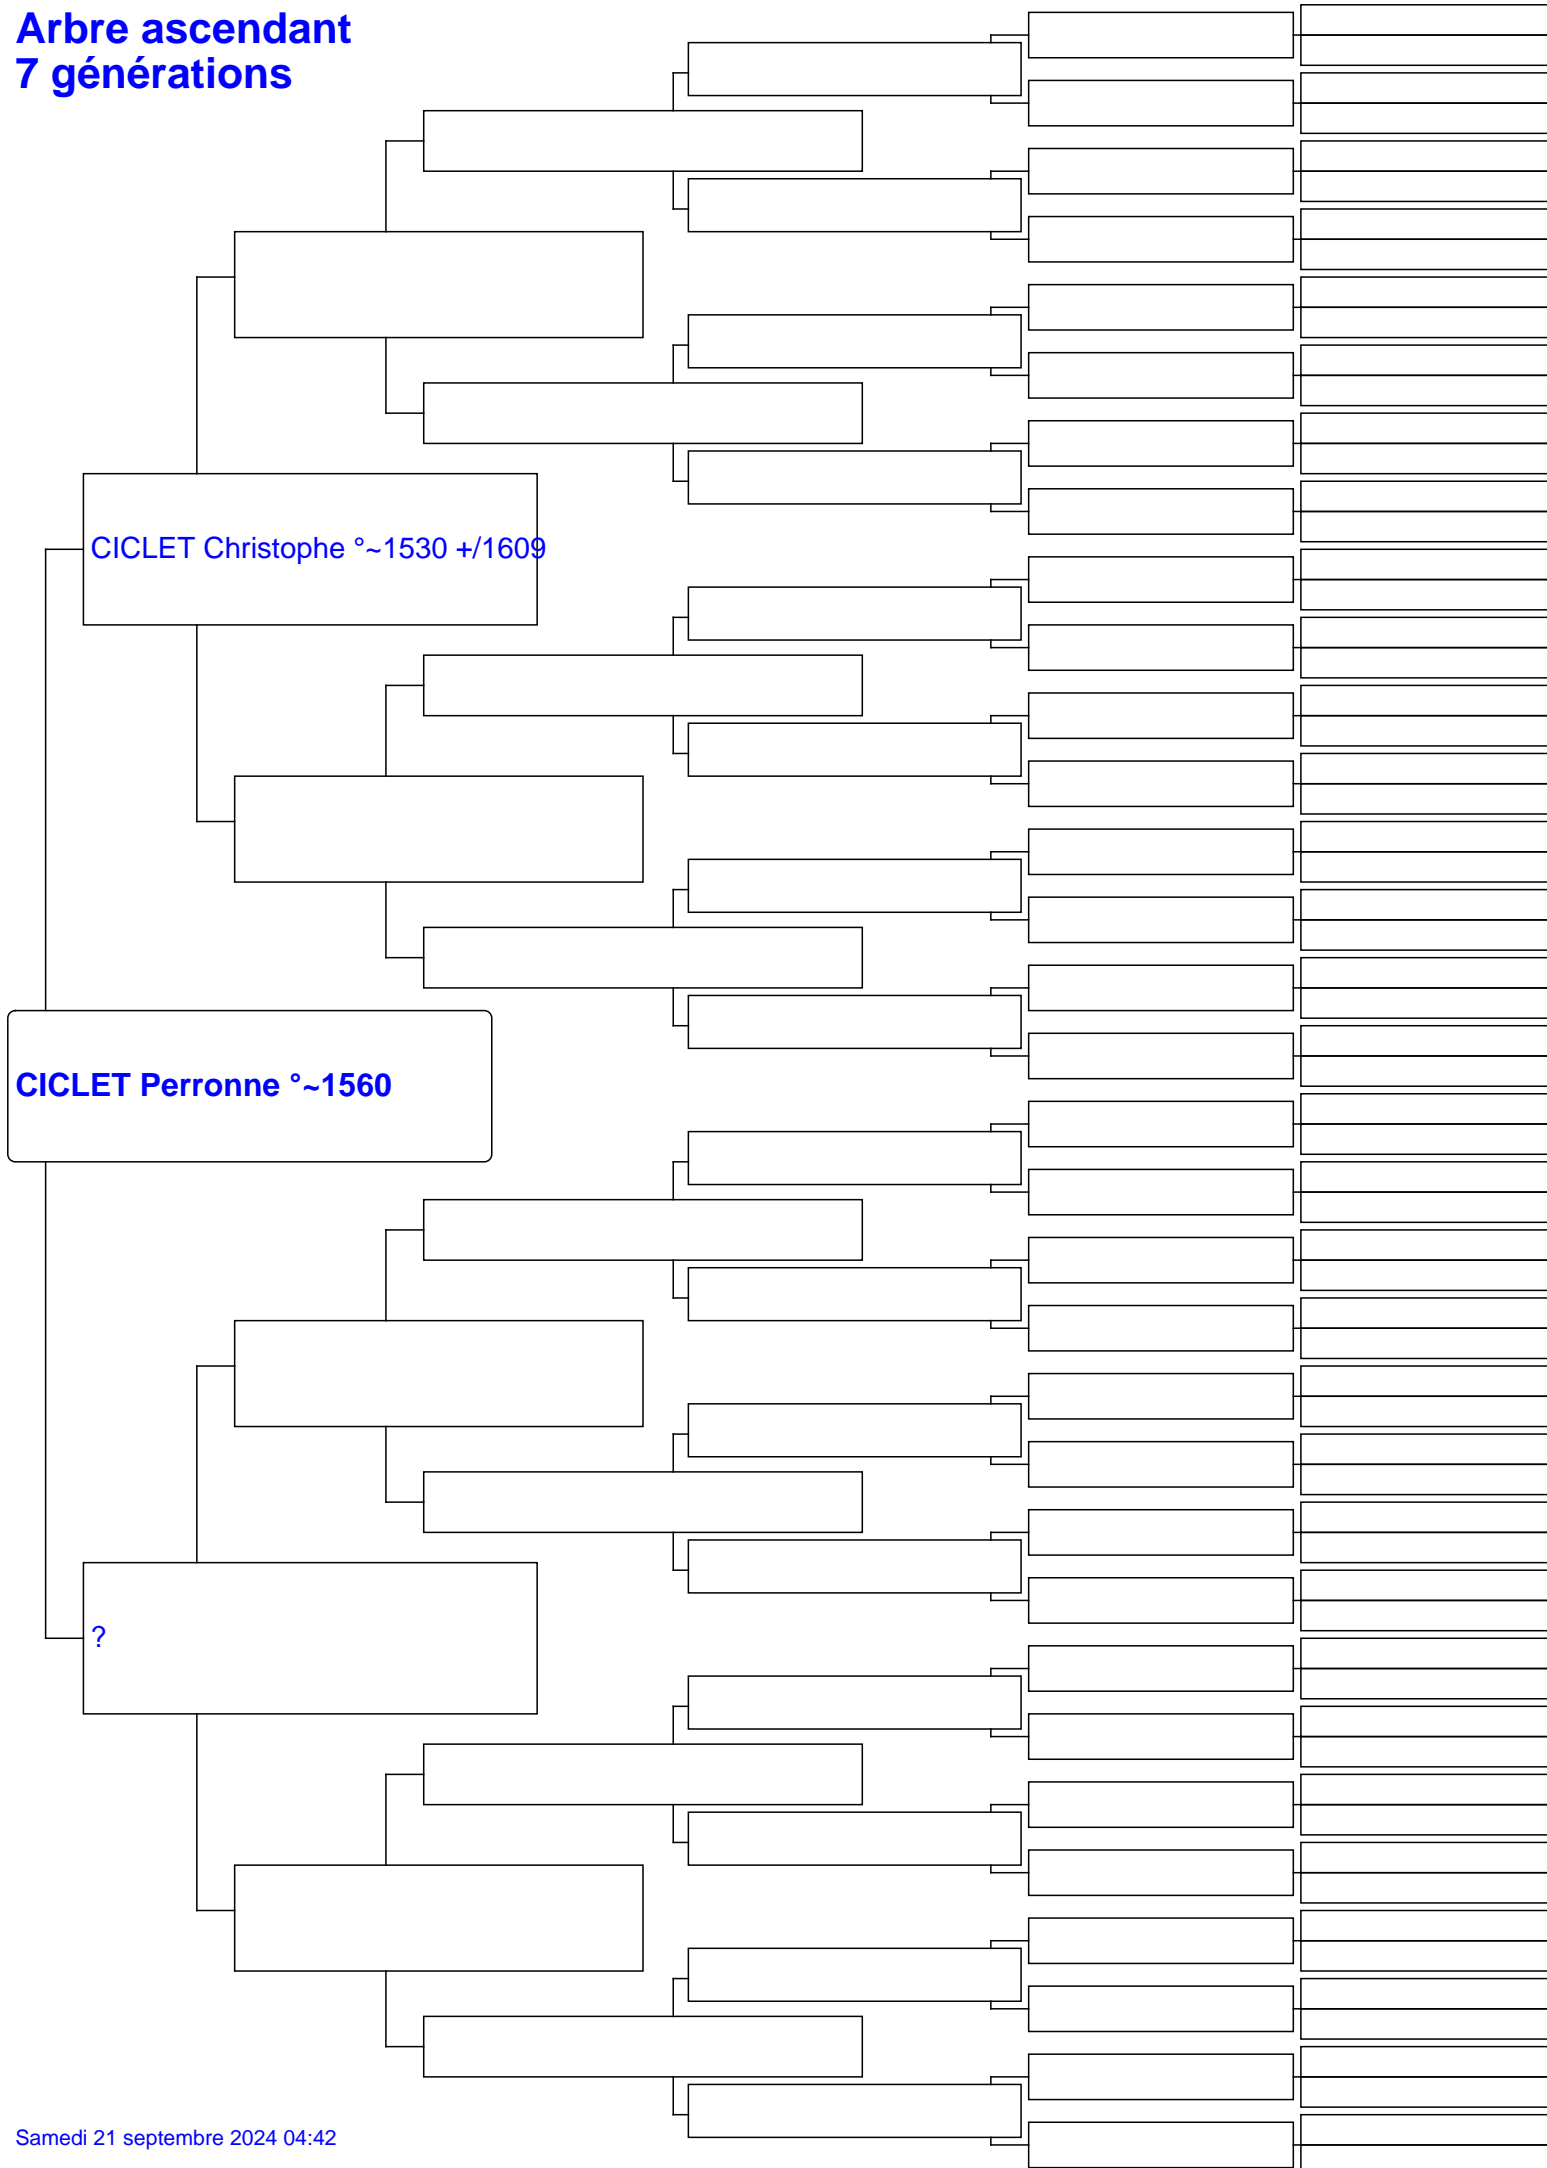 Arbre ascendant
7 générations
CICLET Christophe °~1530 +/1609
CICLET Perronne °~1560
?
Samedi 21 septembre 2024 04:42